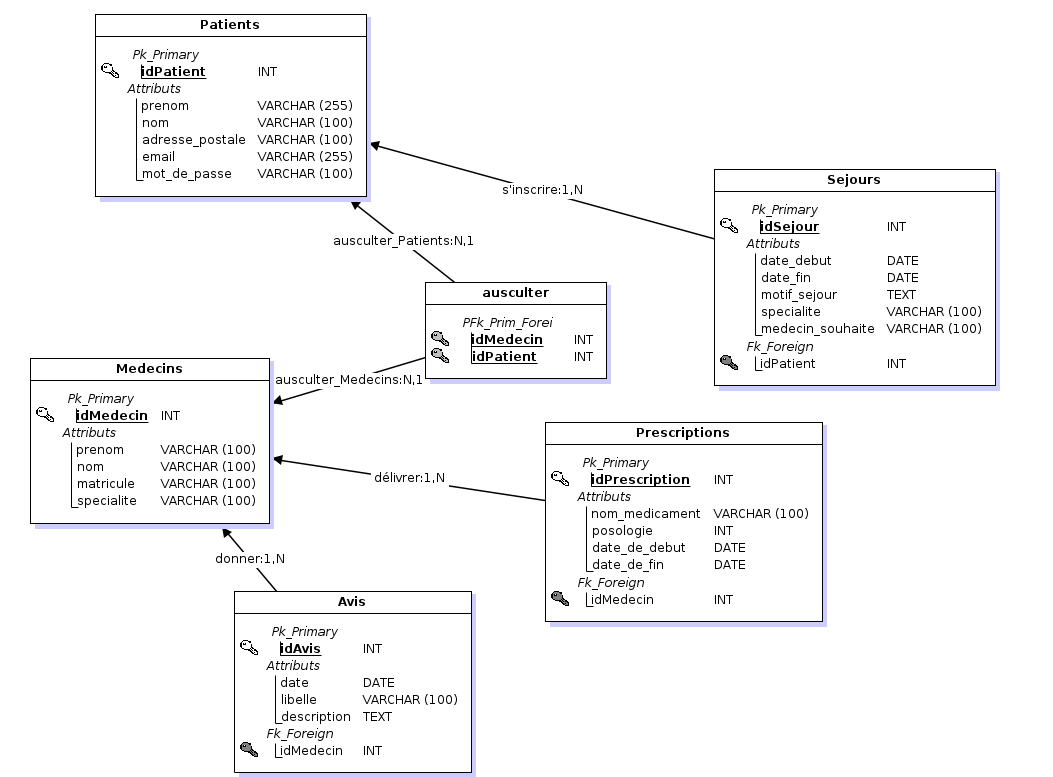 Patients
Pk_Primary
idPatient INT
Attributs
prenom VARCHAR (255)
nom VARCHAR (100)
adresse_postale VARCHAR (100)
email VARCHAR (255)
mot_de_passe VARCHAR (100)
s'inscrire:1,N
Sejours
Pk_Primary
idSejour INT
Attributs
date_debut DATE
date_fin DATE
motif_sejour TEXT
specialite VARCHAR (100)
medecin_souhaite VARCHAR (100)
Fk_Foreign
idPatient INT
ausculter_Patients:N,1
ausculter
PFk_Prim_Forei
idMedecin INT
idPatient INT
ausculter_Medecins:N,1
Medecins
Pk_Primary
idMedecin INT
Attributs
prenom VARCHAR (100)
nom VARCHAR (100)
matricule VARCHAR (100)
specialite VARCHAR (100)
délivrer:1,N
Prescriptions
Pk_Primary
idPrescription INT
Attributs
nom_medicament VARCHAR (100)
posologie INT
date_de_debut DATE
date_de_fin DATE
Fk_Foreign
idMedecin INT
donner:1,N
Avis
Pk_Primary
idAvis INT
Attributs
date DATE
libelle VARCHAR (100)
description TEXT
Fk_Foreign
idMedecin INT